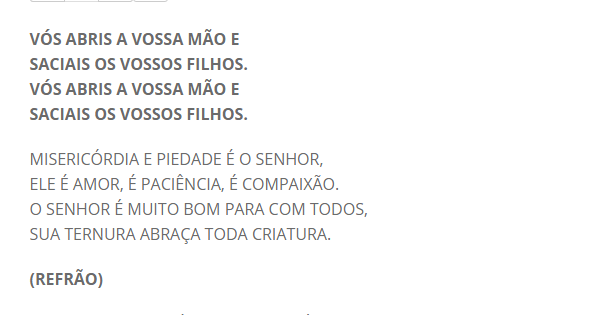 VÓS ABRIS A VOSSA MÃO E
SACIAIS OS VOSSOS FILHOS.
VÓS ABRIS A VOSSA MÃO E
SACIAIS OS VOSSOS FILHOS.
MISERICÓRDIA E PIEDADE É O SENHOR,
ELE É AMOR, É PACIÊNCIA, É COMPAIXÃO.
O SENHOR É MUITO BOM PARA COM TODOS,
SUA TERNURA ABRAÇA TODA CRIATURA.
(REFRÃO)